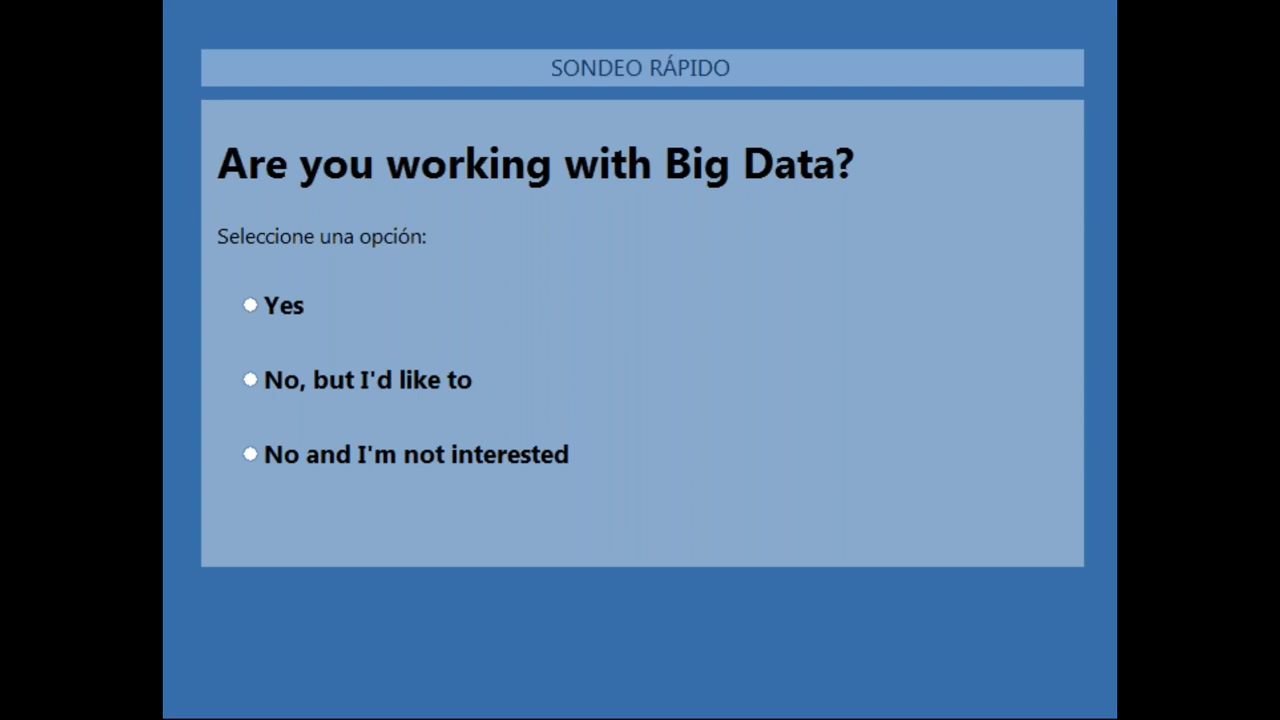 SONDEO RÁPIDO
Are you working with Big Data?
Seleccione una opción:
Yes
No, but I'd like to
No and I'm not interested